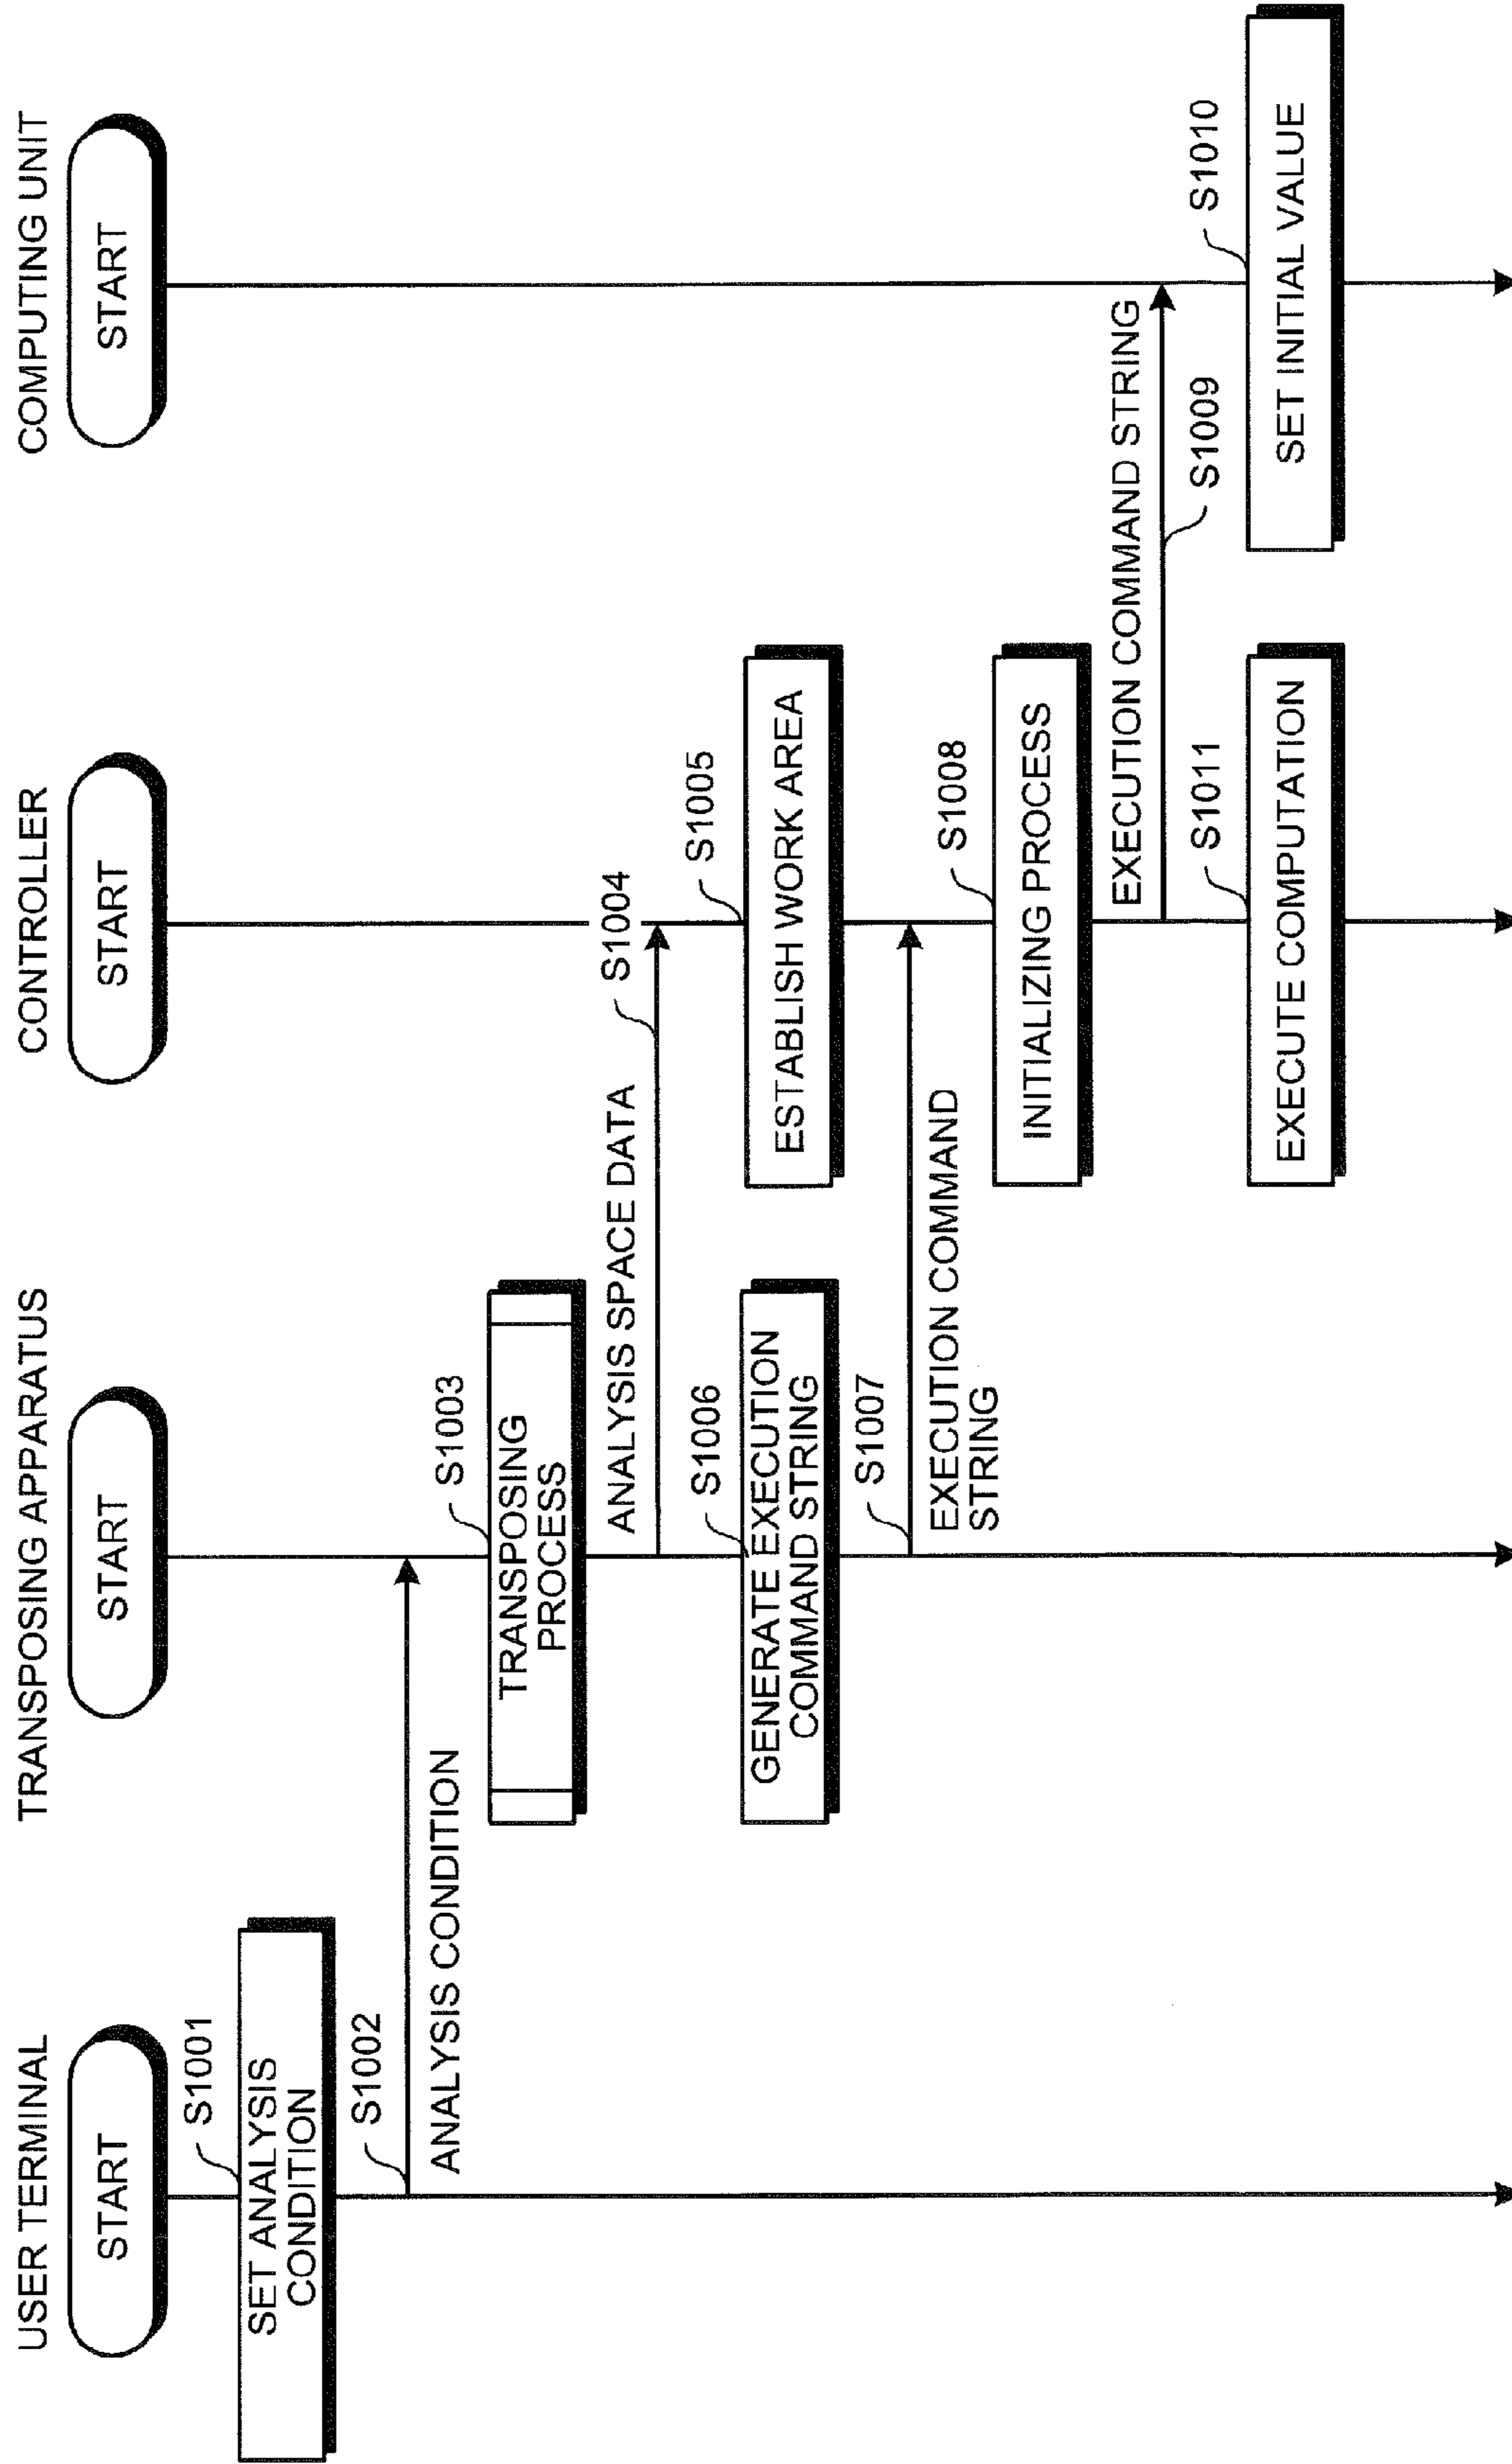 USER TERMINAL
TRANSPOSING APPARATUS
CONTROLLER
COMPUTING UNIT
START
START
START
START
S1001
SET ANALYSIS
CONDITION
S1002
ANALYSIS CONDITION
S1003
TRANSPOSING
PROCESS
S1004
ANALYSIS SPACE DATA
S1005
ESTABLISH WORK AREA
S1006
GENERATE EXECUTION
COMMAND STRING
S1007
EXECUTION COMMAND
STRING
S1008
INITIALIZING PROCESS
EXECUTION COMMAND STRING
S1009
S1010
SET INITIAL VALUE
S1011
EXECUTE COMPUTATION